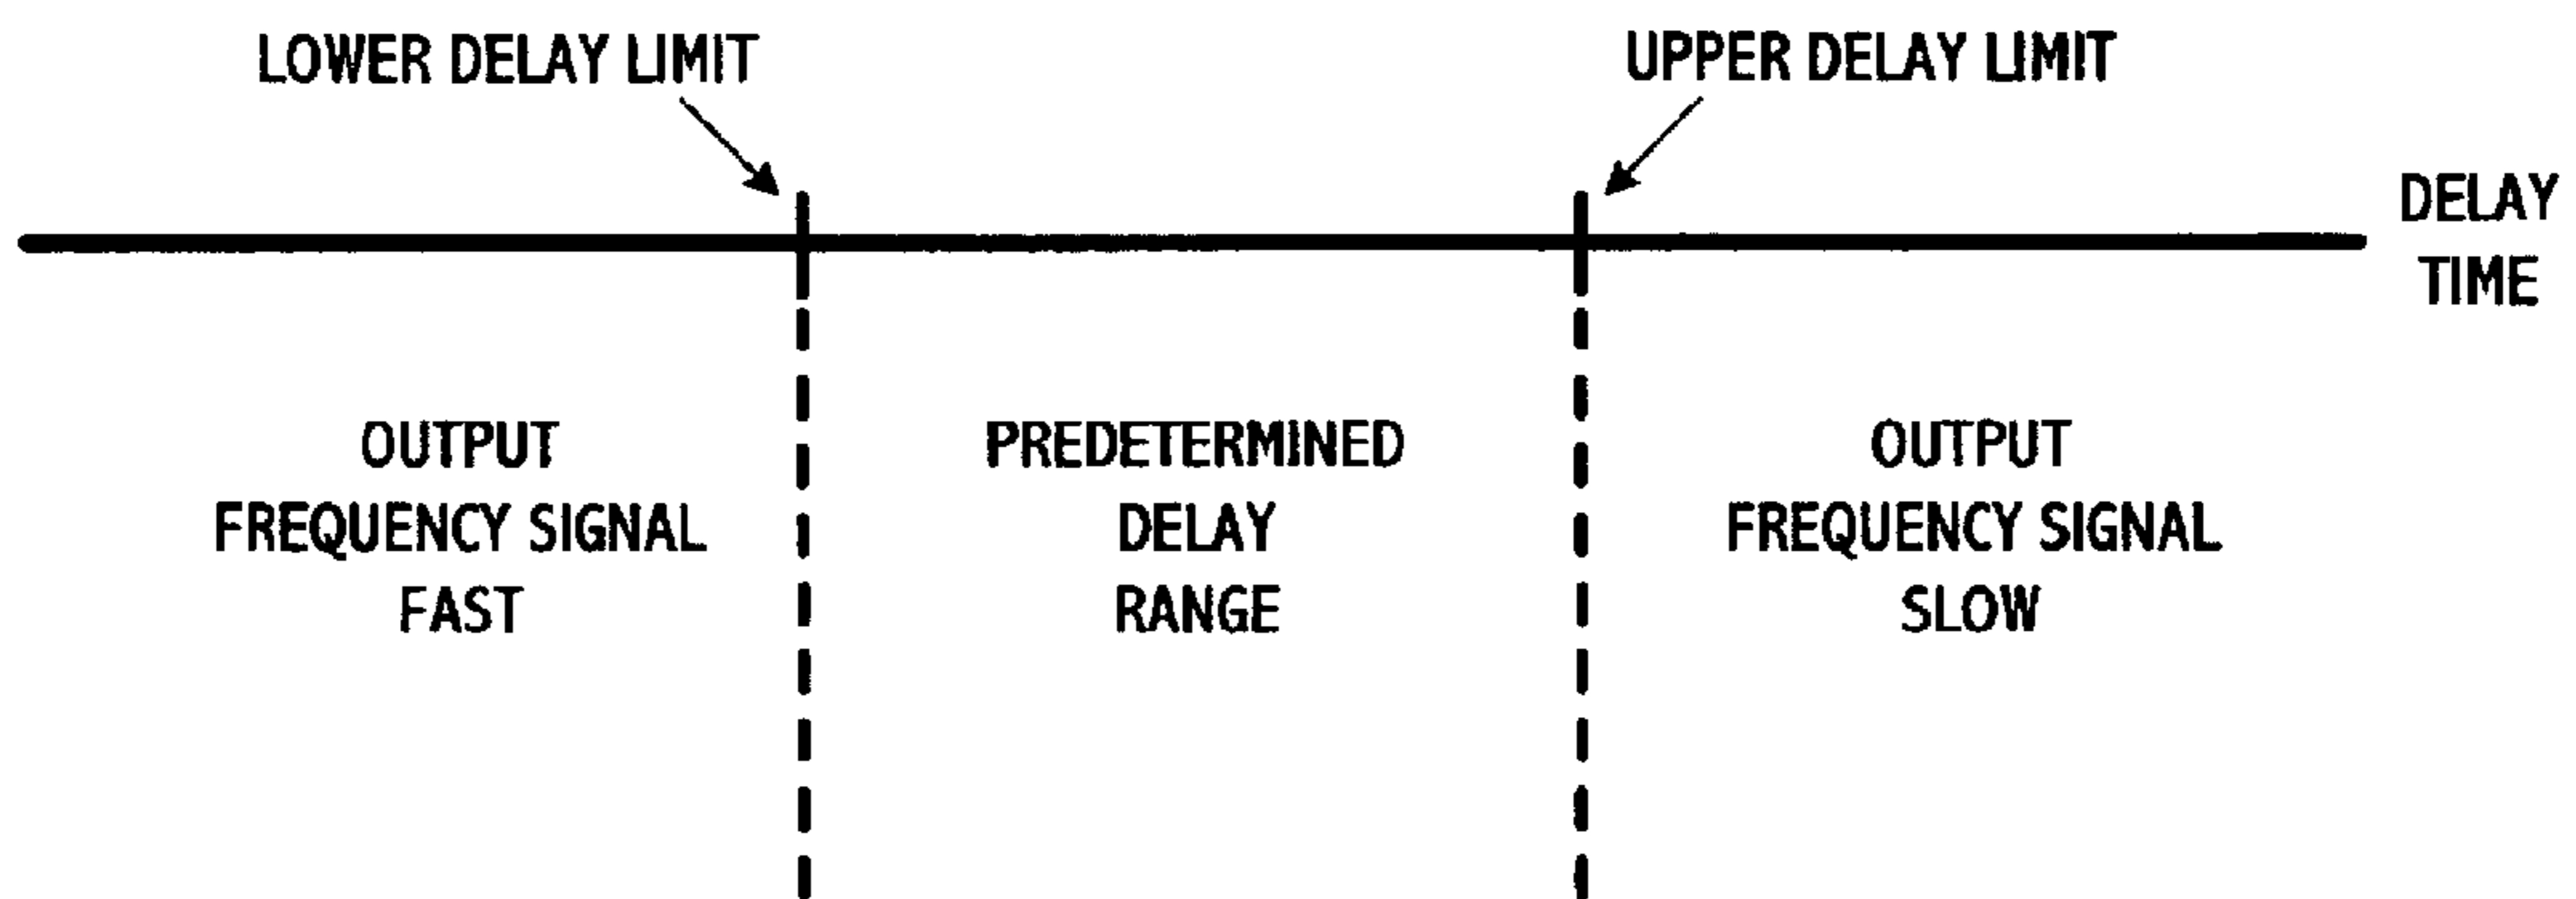 LOWER DELAY LIMIT
UPPER DELAY LIMIT
DELAY
TIME
OUTPUT
FREQUENCY SIGNAL
FAST
PREDETERMINED
DELAY
RANGE
OUTPUT
FREQUENCY SIGNAL
SLOW